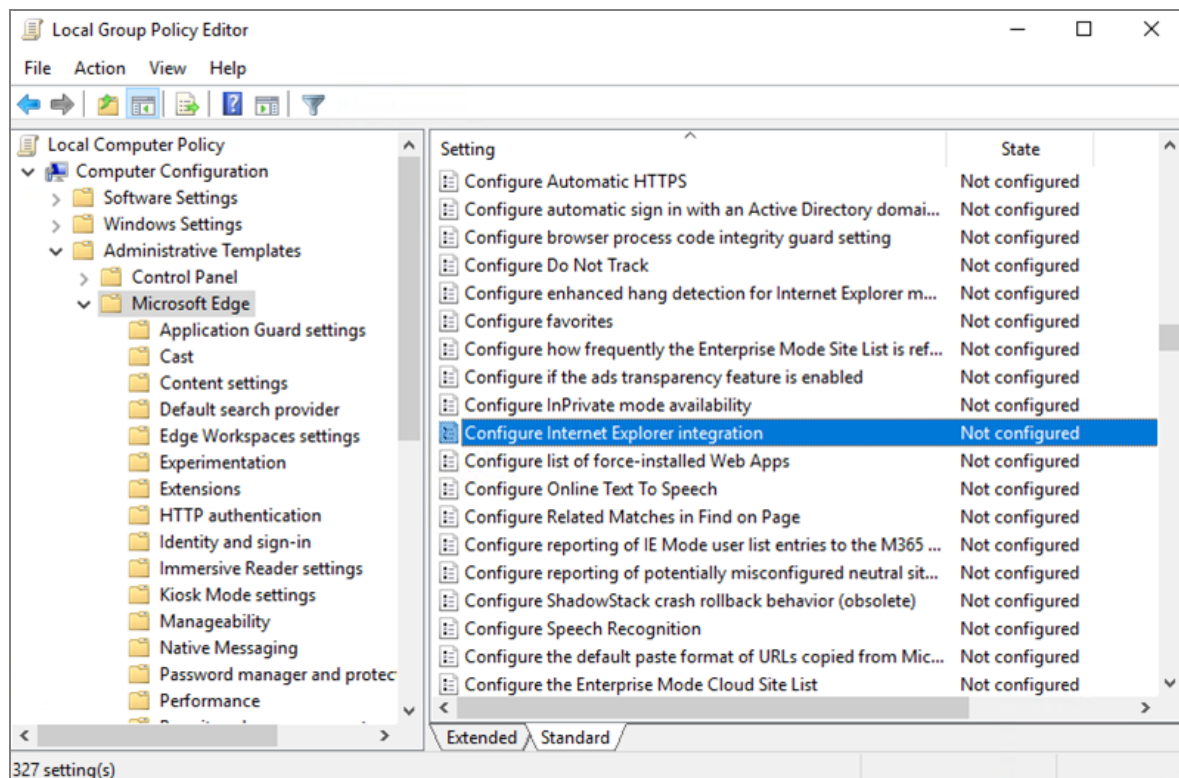 Local Group Policy Editor
File Action View Help
Local Computer Policy
Computer Configuration
Software Settings
Windows Settings
Administrative Templates
Control Panel
Microsoft Edge
Application Guard settings
Cast
Content settings
Default search provider
Edge Workspaces settings
Experimentation
Extensions
HTTP authentication
Identity and sign-in
Immersive Reader settings
Kiosk Mode settings
Manageability
Native Messaging
Password manager and protec
Performance
Setting State
Configure Automatic HTTPS Not configured
Configure automatic sign in with an Active Directory domai... Not configured
Configure browser process code integrity guard setting Not configured
Configure Do Not Track Not configured
Configure enhanced hang detection for Internet Explorer m... Not configured
Configure favorites Not configured
Configure how frequently the Enterprise Mode Site List is ref... Not configured
Configure if the ads transparency feature is enabled Not configured
Configure InPrivate mode availability Not configured
Configure Internet Explorer integration Not configured
Configure list of force-installed Web Apps Not configured
Configure Online Text To Speech Not configured
Configure Related Matches in Find on Page Not configured
Configure reporting of IE Mode user list entries to the M365 ... Not configured
Configure reporting of potentially misconfigured neutral sit... Not configured
Configure ShadowStack crash rollback behavior (obsolete) Not configured
Configure Speech Recognition Not configured
Configure the default paste format of URLs copied from Mic... Not configured
Configure the Enterprise Mode Cloud Site List Not configured
Extended Standard
327 setting(s)